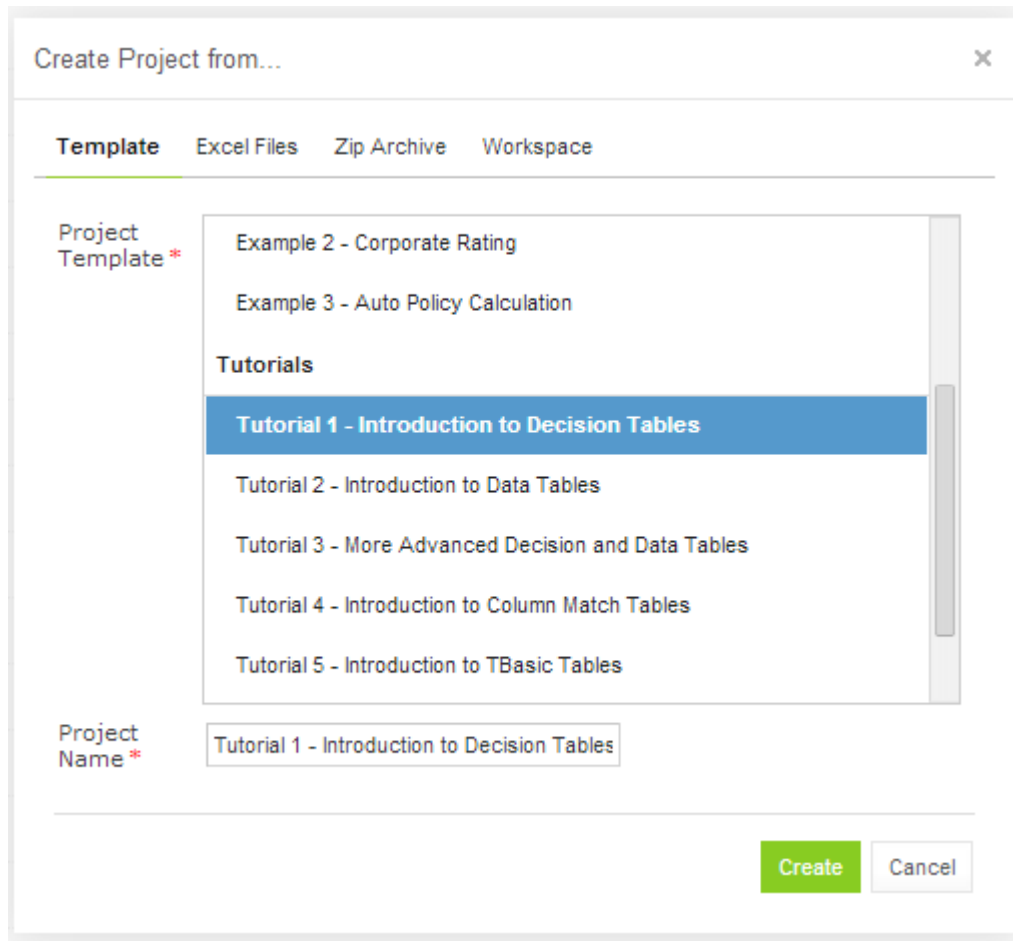 Create Project from...
Template Excel Files Zip Archive Workspace
Project
Template *
Example 2 - Corporate Rating
Example 3 - Auto Policy Calculation
Tutorials
Tutorial 1 - Introduction to Decision Tables
Tutorial 2 - Introduction to Data Tables
Tutorial 3 - More Advanced Decision and Data Tables
Tutorial 4 - Introduction to Column Match Tables
Tutorial 5 - Introduction to TBasic Tables
Project
Name *
Tutorial 1 - Introduction to Decision Tables
Create Cancel